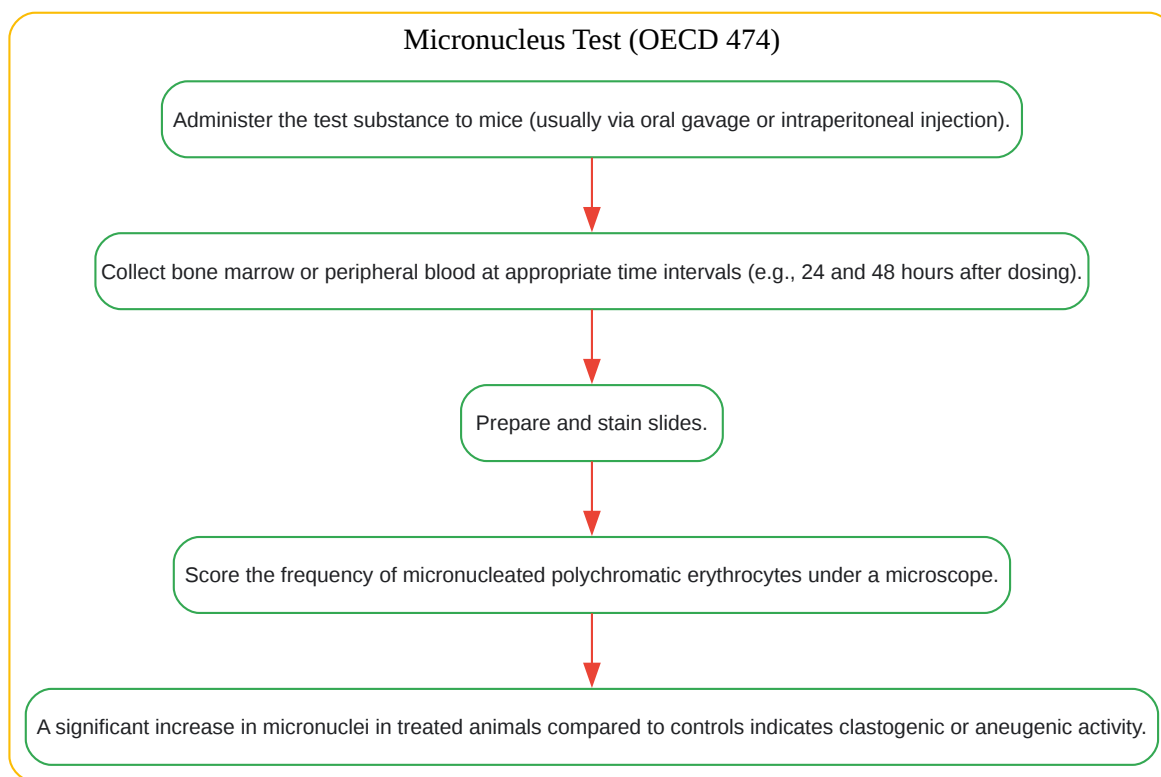 Micronucleus Test (OECD 474)
Administer the test substance to mice (usually via oral gavage or intraperitoneal injection).
Collect bone marrow or peripheral blood at appropriate time intervals (e.g., 24 and 48 hours after dosing).
Prepare and stain slides.
Score the frequency of micronucleated polychromatic erythrocytes under a microscope.
A significant increase in micronuclei in treated animals compared to controls indicates clastogenic or aneugenic activity.